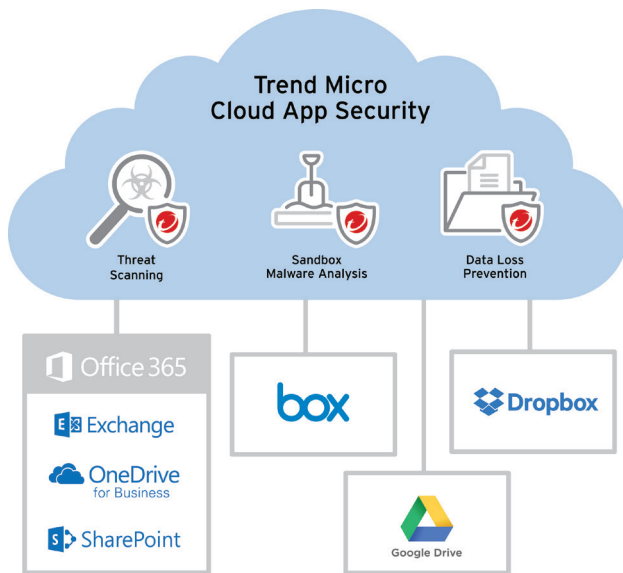 Trend Micro
Cloud App Security
Threat
Scanning
Sandbox
Malware Analysis
Data Loss
Prevention
Office 365
E Exchange
OneDrive
for Business
S SharePoint
box
Dropbox
Google Drive